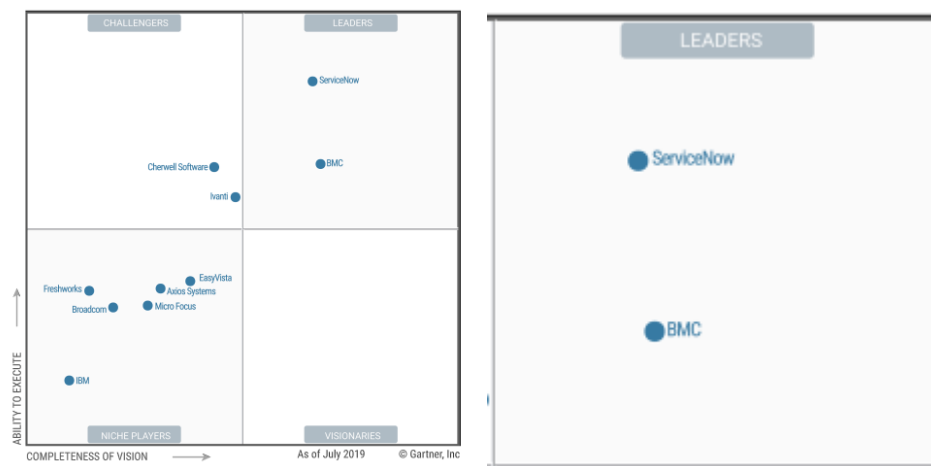 CHALLENGERS
LEADERS
ServiceNow
Cherwell Software
BMC
Ivanti
EasyVista
Freshworks
Axios Systems
Broadcom
Micro Focus
IBM
ABILITY TO EXECUTE
NICHE PLAYERS
VISIONARIES
COMPLETENESS OF VISION
As of July 2019
© Gartner, Inc
LEADERS
ServiceNow
BMC